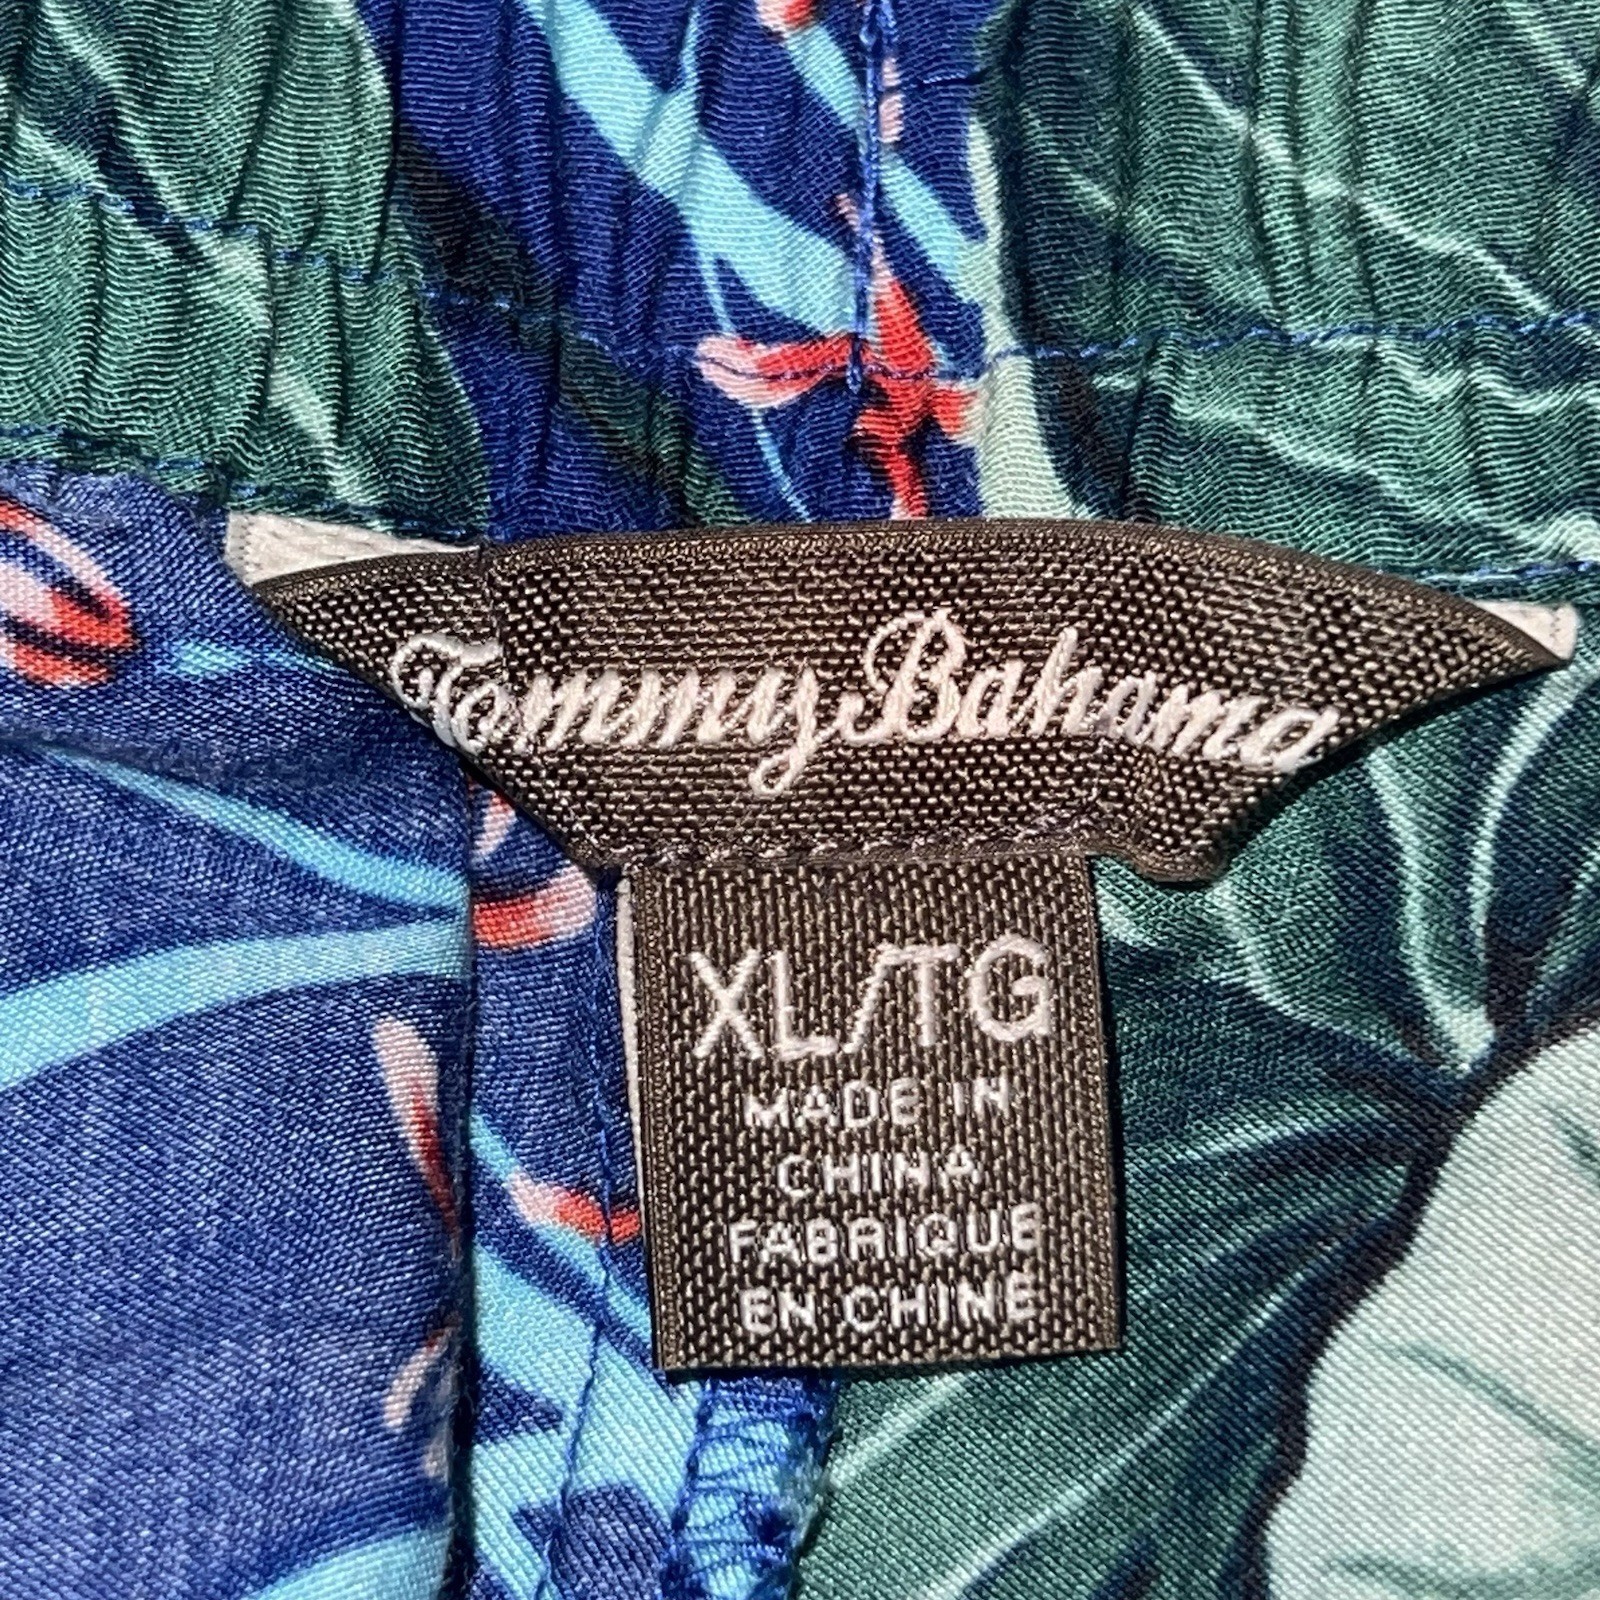 Tommy Bahama
XL/TG
MADE IN
CHINA
FABRIQUE
EN CHINE